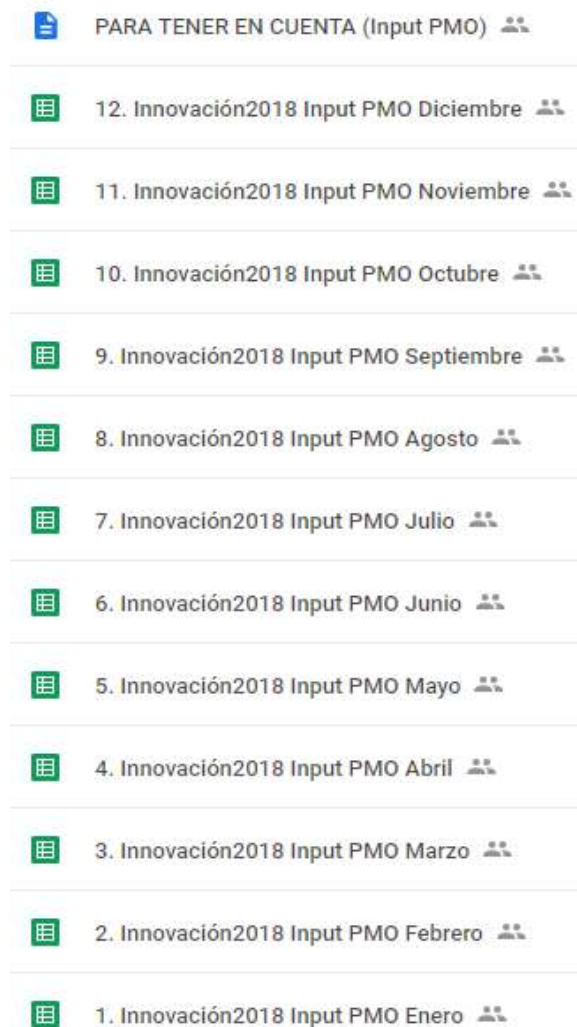 PARA TENER EN CUENTA (Input PMO)
12. Innovación2018 Input PMO Diciembre
11. Innovación2018 Input PMO Noviembre
10. Innovación2018 Input PMO Octubre
9. Innovación2018 Input PMO Septiembre
8. Innovación2018 Input PMO Agosto
7. Innovación2018 Input PMO Julio
6. Innovación2018 Input PMO Junio
5. Innovación2018 Input PMO Mayo
4. Innovación2018 Input PMO Abril
3. Innovación2018 Input PMO Marzo
2. Innovación2018 Input PMO Febrero
1. Innovación2018 Input PMO Enero